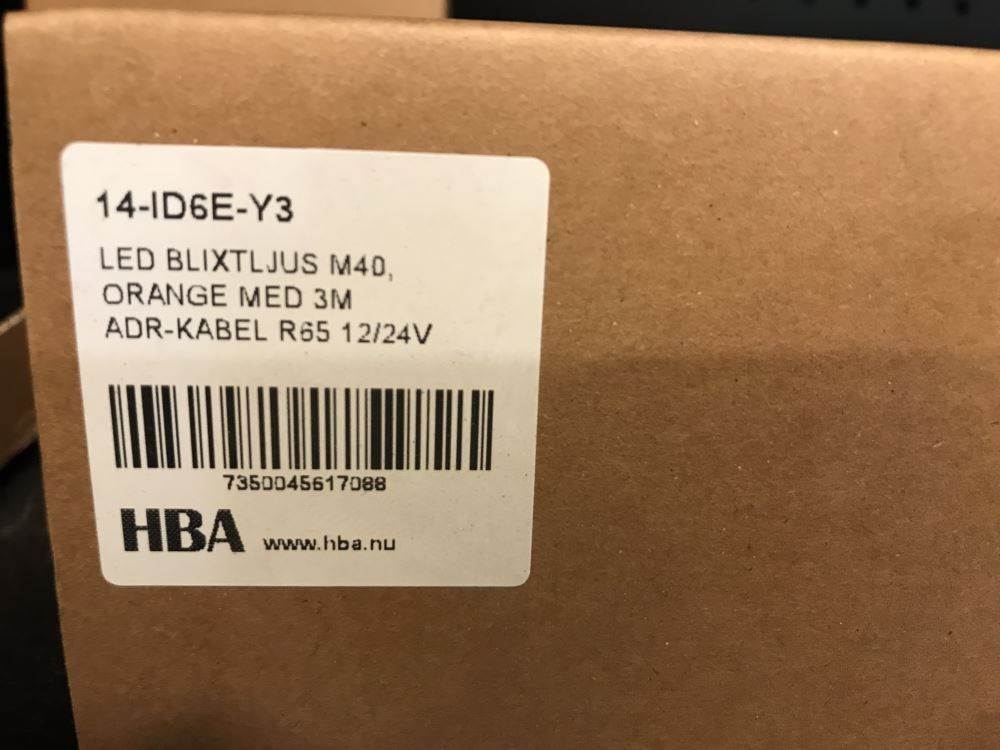 14-ID6E-Y3
LED BLIXTLJUS M40,
ORANGE MED 3M
ADR-KABEL R65 12/24V
7350045617088
HBA www.hba.nu